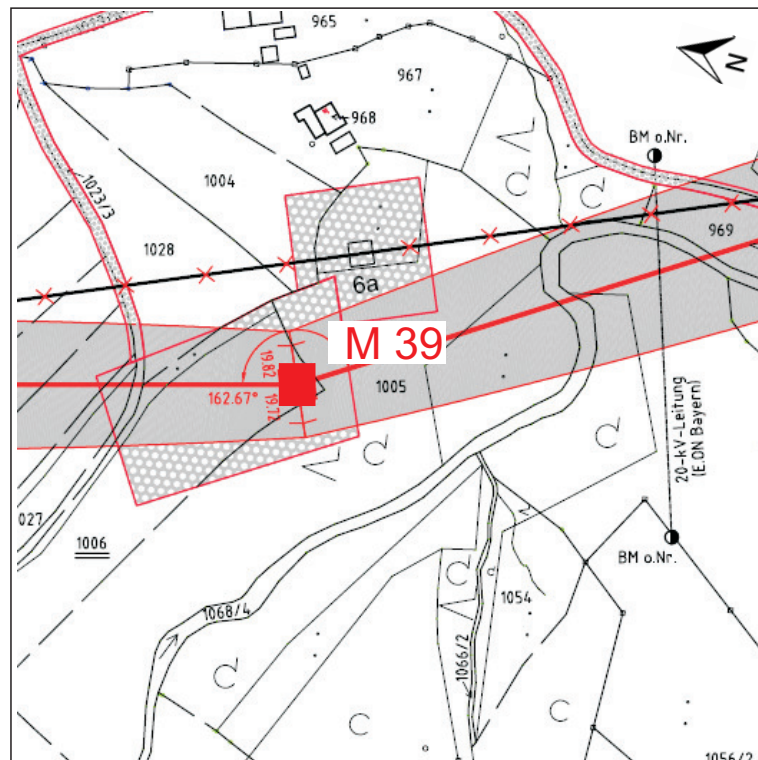 965
967
N
BM o.Nr.
968
1004
1023/3
1028
969
6a
M 39
19.82
162.67°
19.72
1005
20-kV-Leitung
(E.ON Bayern)
027
1006
BM o.Nr.
1054
1068/4
1066/2
1056/2